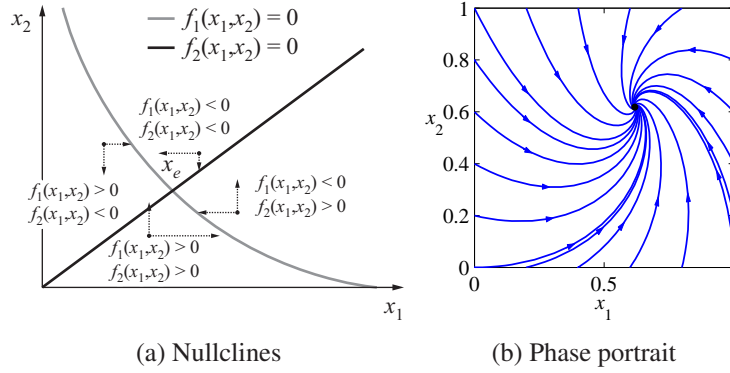 x₂
f₁(x₁,x₂) = 0
f₂(x₁,x₂) = 0
f₁(x₁,x₂) < 0
f₂(x₁,x₂) < 0
xₑ
f₁(x₁,x₂) > 0
f₂(x₁,x₂) < 0
f₁(x₁,x₂) < 0
f₂(x₁,x₂) > 0
f₁(x₁,x₂) > 0
f₂(x₁,x₂) > 0
x₁
(a) Nullclines
1
0.8
0.6
x₂
0.4
0.2
0
0.5
x₁
(b) Phase portrait